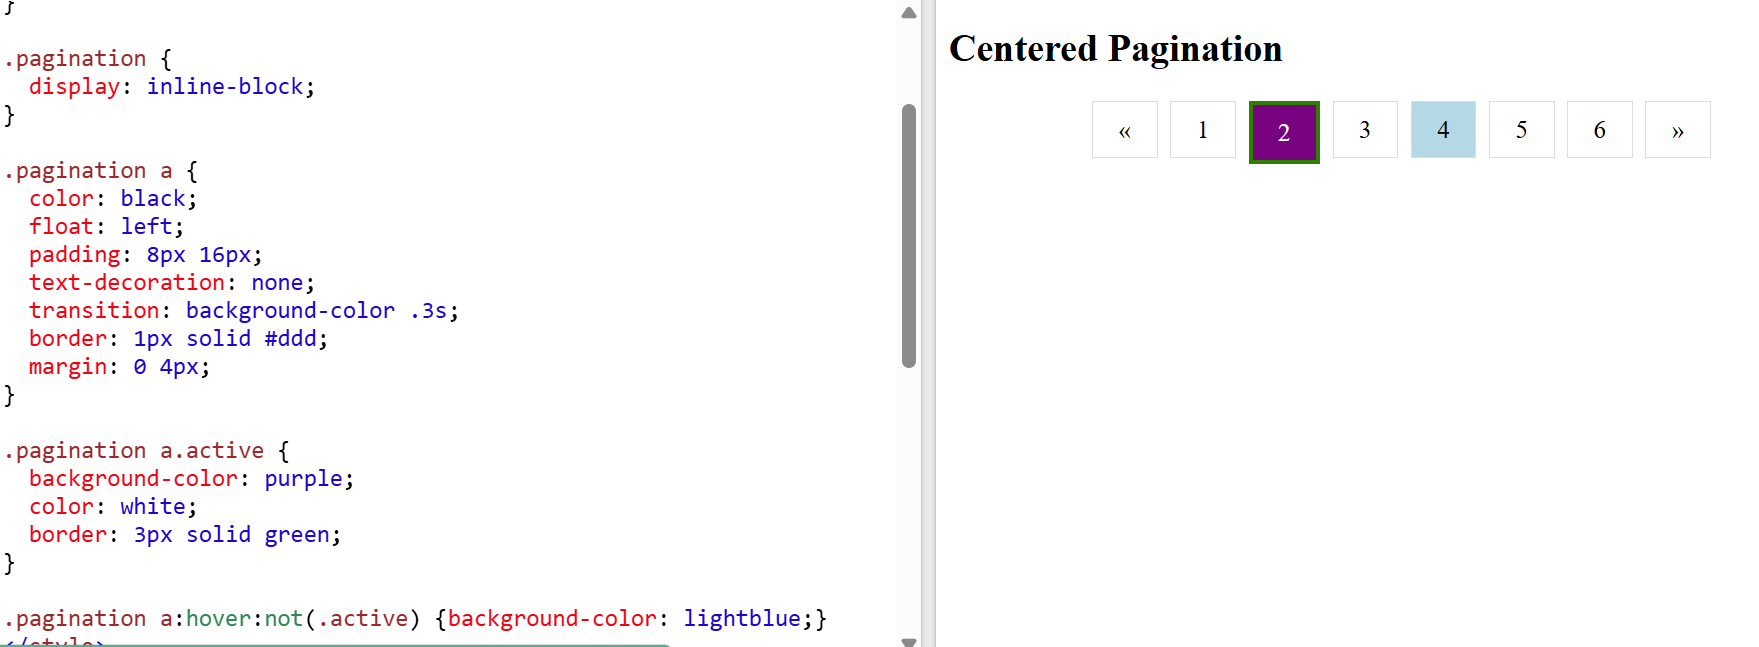 }
.pagination {
  display: inline-block;
}
.pagination a {
  color: black;
  float: left;
  padding: 8px 16px;
  text-decoration: none;
  transition: background-color .3s;
  border: 1px solid #ddd;
  margin: 0 4px;
}
.pagination a.active {
  background-color: purple;
  color: white;
  border: 3px solid green;
}
.pagination a:hover:not(.active) {background-color: lightblue;}
</style>
Centered Pagination
« 1 2 3 4 5 6 »